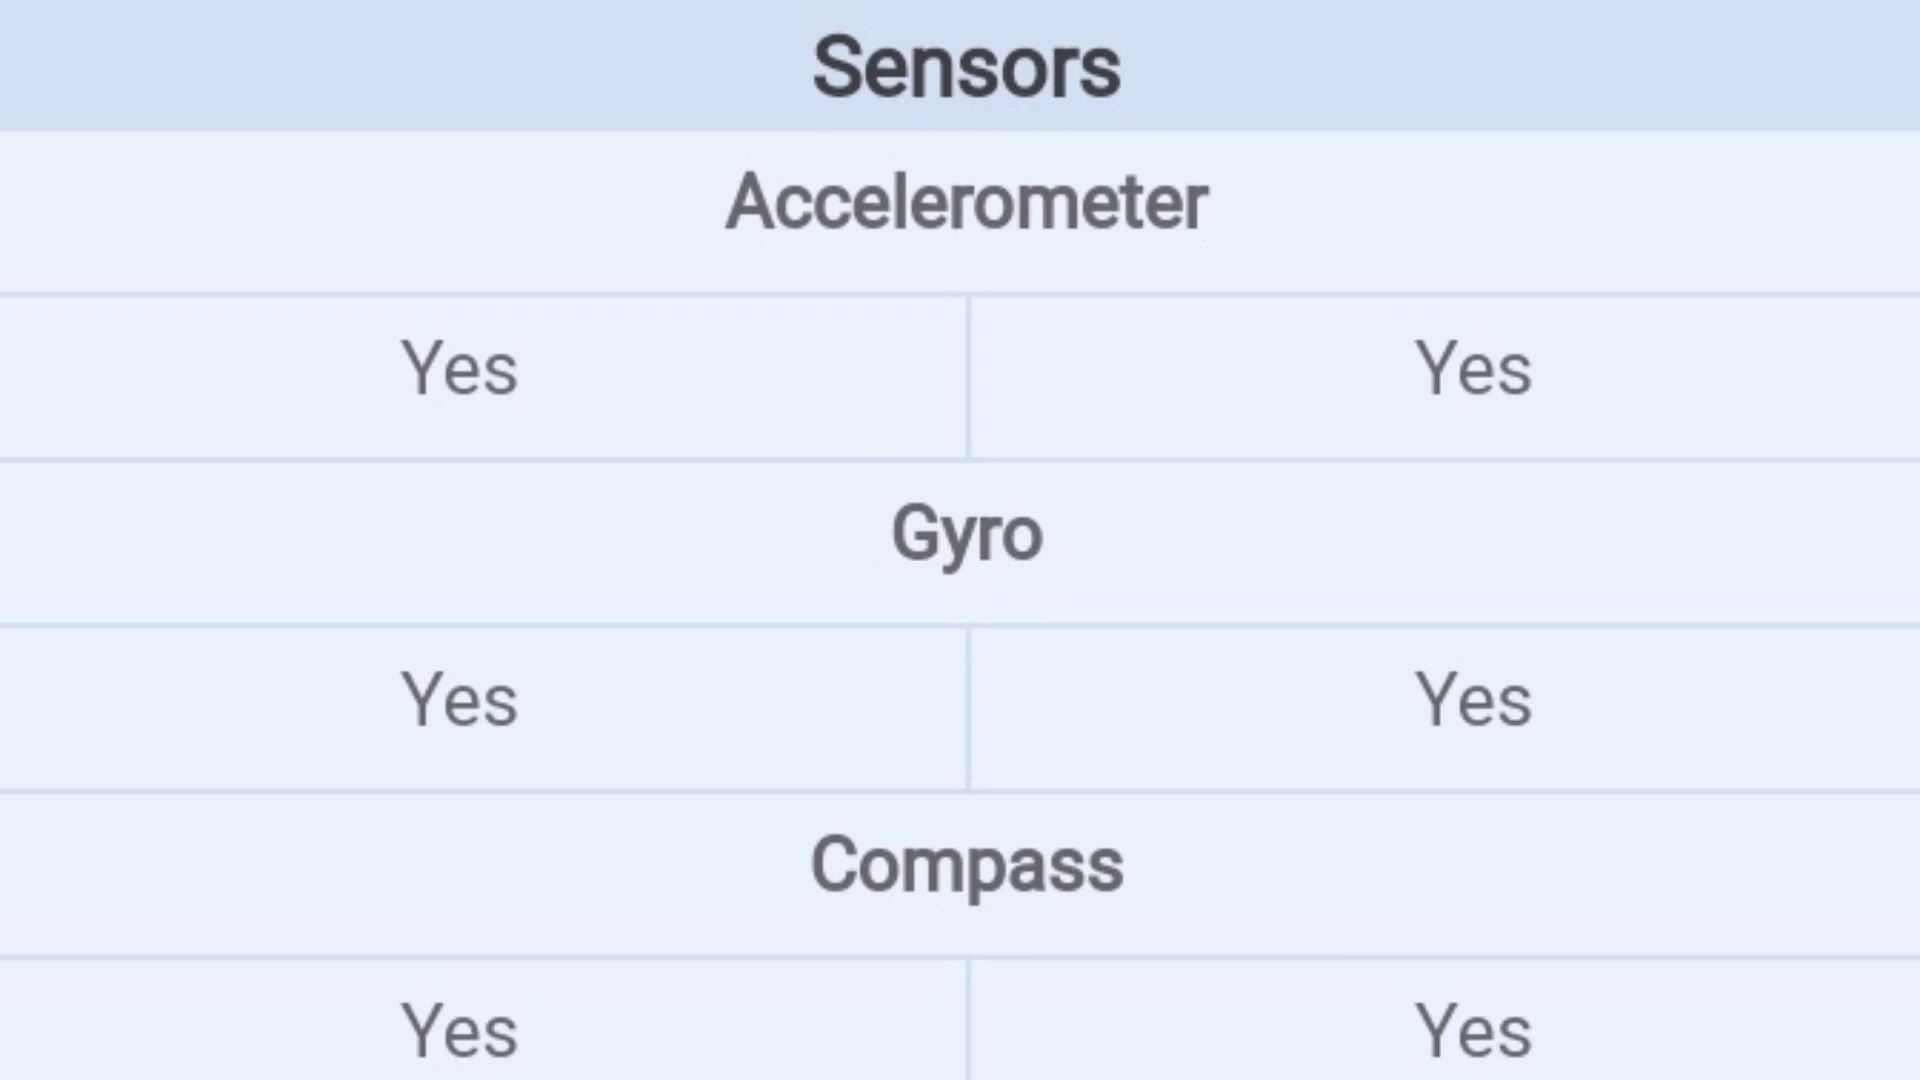 Sensors
Accelerometer
Yes Yes
Gyro
Yes Yes
Compass
Yes Yes